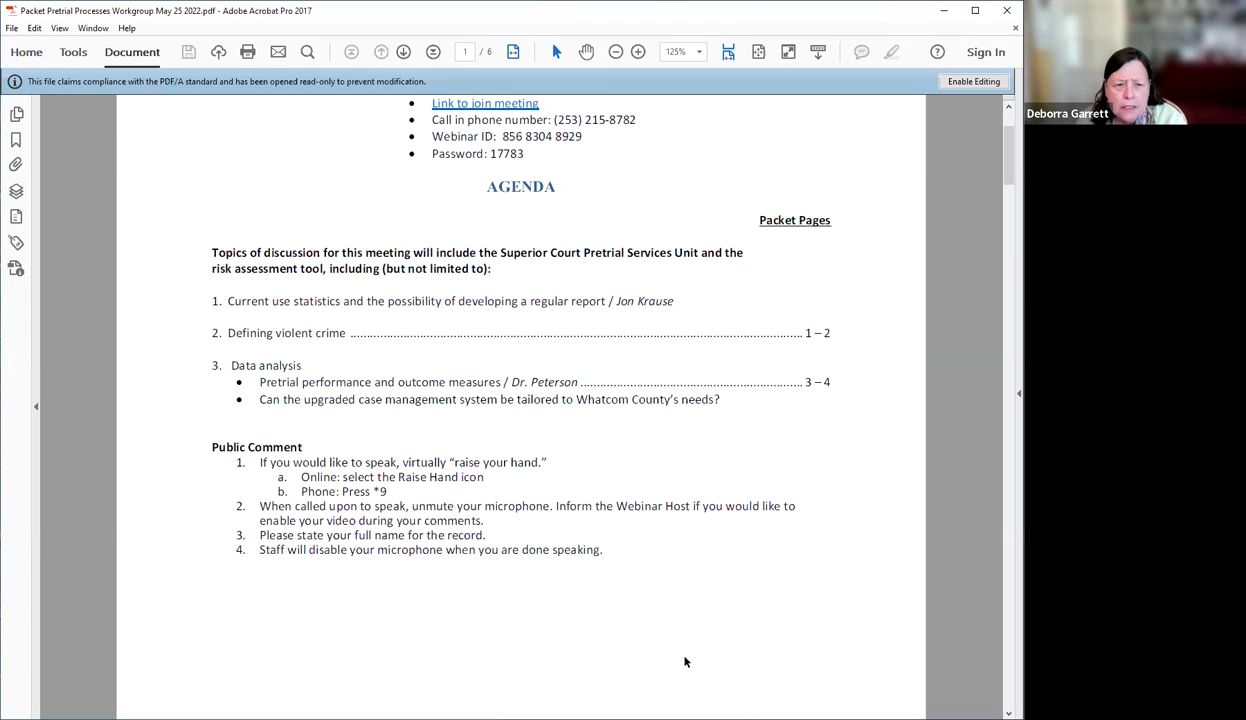 Packet Pretrial Processes Workgroup May 25 2022.pdf - Adobe Acrobat Pro 2017
File Edit View Window Help
Home Tools Document 1 / 6 125% Sign In
This file claims compliance with the PDF/A standard and has been opened read-only to prevent modification. Enable Editing
Deborra Garrett
• Link to join meeting
• Call in phone number: (253) 215-8782
• Webinar ID: 856 8304 8929
• Password: 17783
AGENDA
Packet Pages
Topics of discussion for this meeting will include the Superior Court Pretrial Services Unit and the
risk assessment tool, including (but not limited to):
1. Current use statistics and the possibility of developing a regular report / Jon Krause
2. Defining violent crime ........................................ 1 – 2
3. Data analysis
• Pretrial performance and outcome measures / Dr. Peterson ........................................ 3 – 4
• Can the upgraded case management system be tailored to Whatcom County's needs?
Public Comment
1. If you would like to speak, virtually "raise your hand."
a. Online: select the Raise Hand icon
b. Phone: Press *9
2. When called upon to speak, unmute your microphone. Inform the Webinar Host if you would like to
enable your video during your comments.
3. Please state your full name for the record.
4. Staff will disable your microphone when you are done speaking.